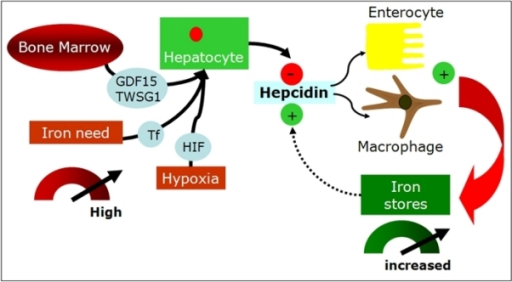 Enterocyte
Bone Marrow
Hepatocyte
GDF15
TWSG1
-
Hepcidin
+
+
Iron need
Tf
HIF
Macrophage
Hypoxia
High
Iron
stores
increased